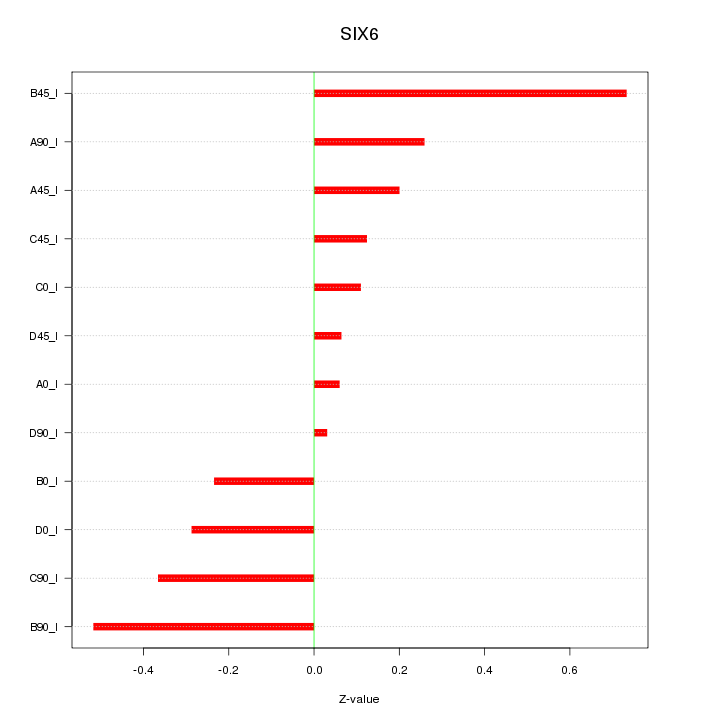 SIX6
B45_I
A90_I
A45_I
C45_I
C0_I
D45_I
A0_I
D90_I
B0_I
D0_I
C90_I
B90_I
-0.4 -0.2 0.0 0.2 0.4 0.6
Z-value